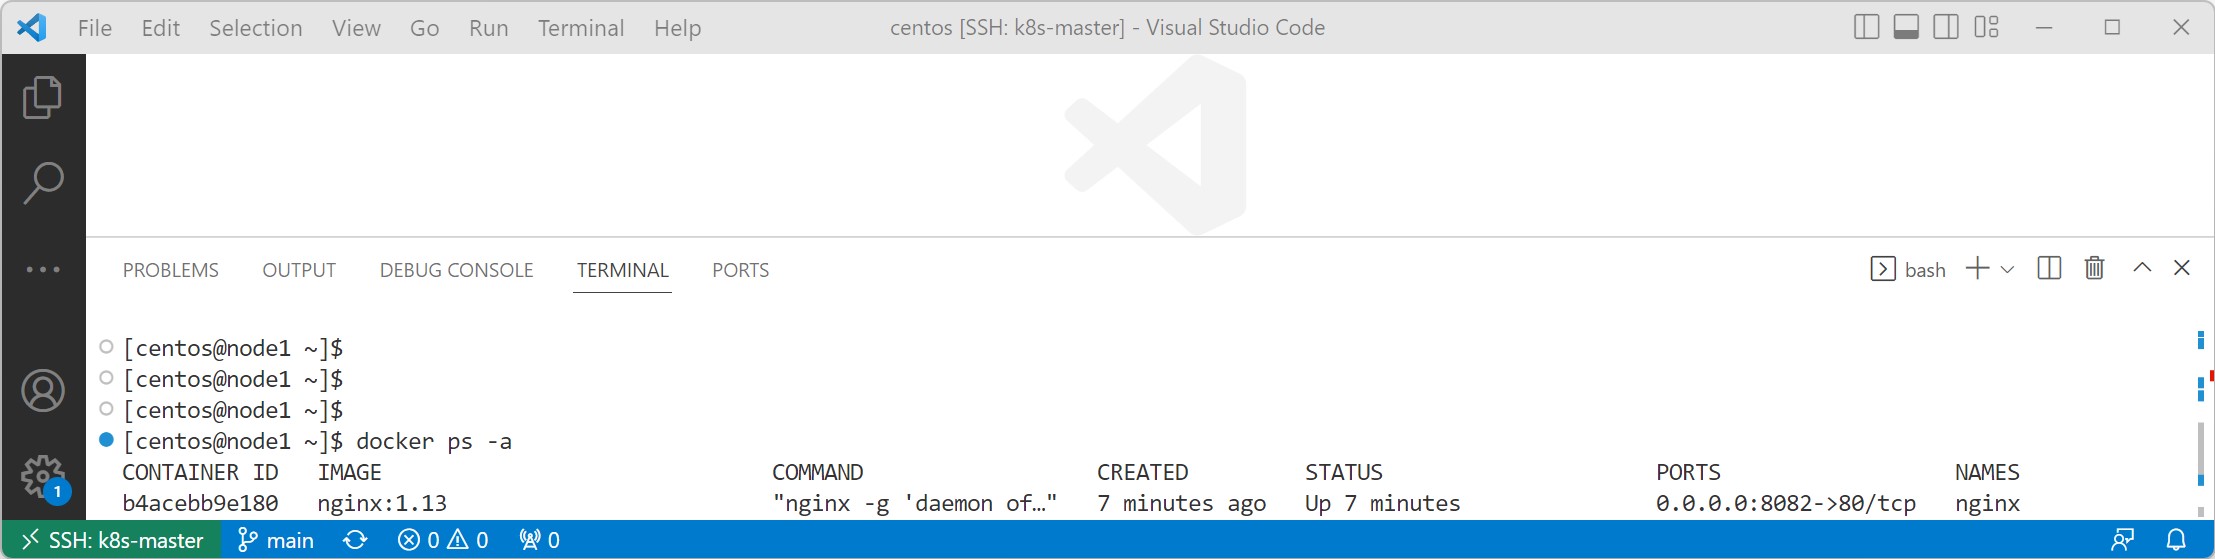 File Edit Selection View Go Run Terminal Help centos [SSH: k8s-master] - Visual Studio Code
PROBLEMS OUTPUT DEBUG CONSOLE TERMINAL PORTS bash
[centos@node1 ~]$
[centos@node1 ~]$
[centos@node1 ~]$
[centos@node1 ~]$ docker ps -a
CONTAINER ID IMAGE COMMAND CREATED STATUS PORTS NAMES
b4acebb9e180 nginx:1.13 "nginx -g 'daemon of…" 7 minutes ago Up 7 minutes 0.0.0.0:8082->80/tcp nginx
1
SSH: k8s-master main 0 0 0